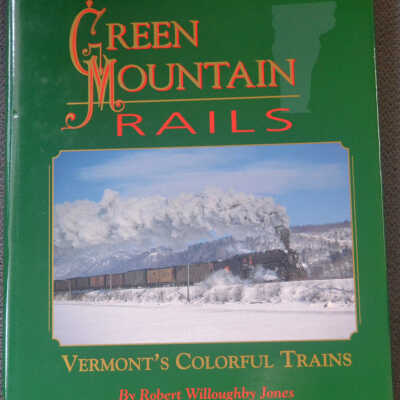 GREEN
MOUNTAIN
RAILS
VERMONT'S COLORFUL TRAINS
By Robert Willoughby Jones